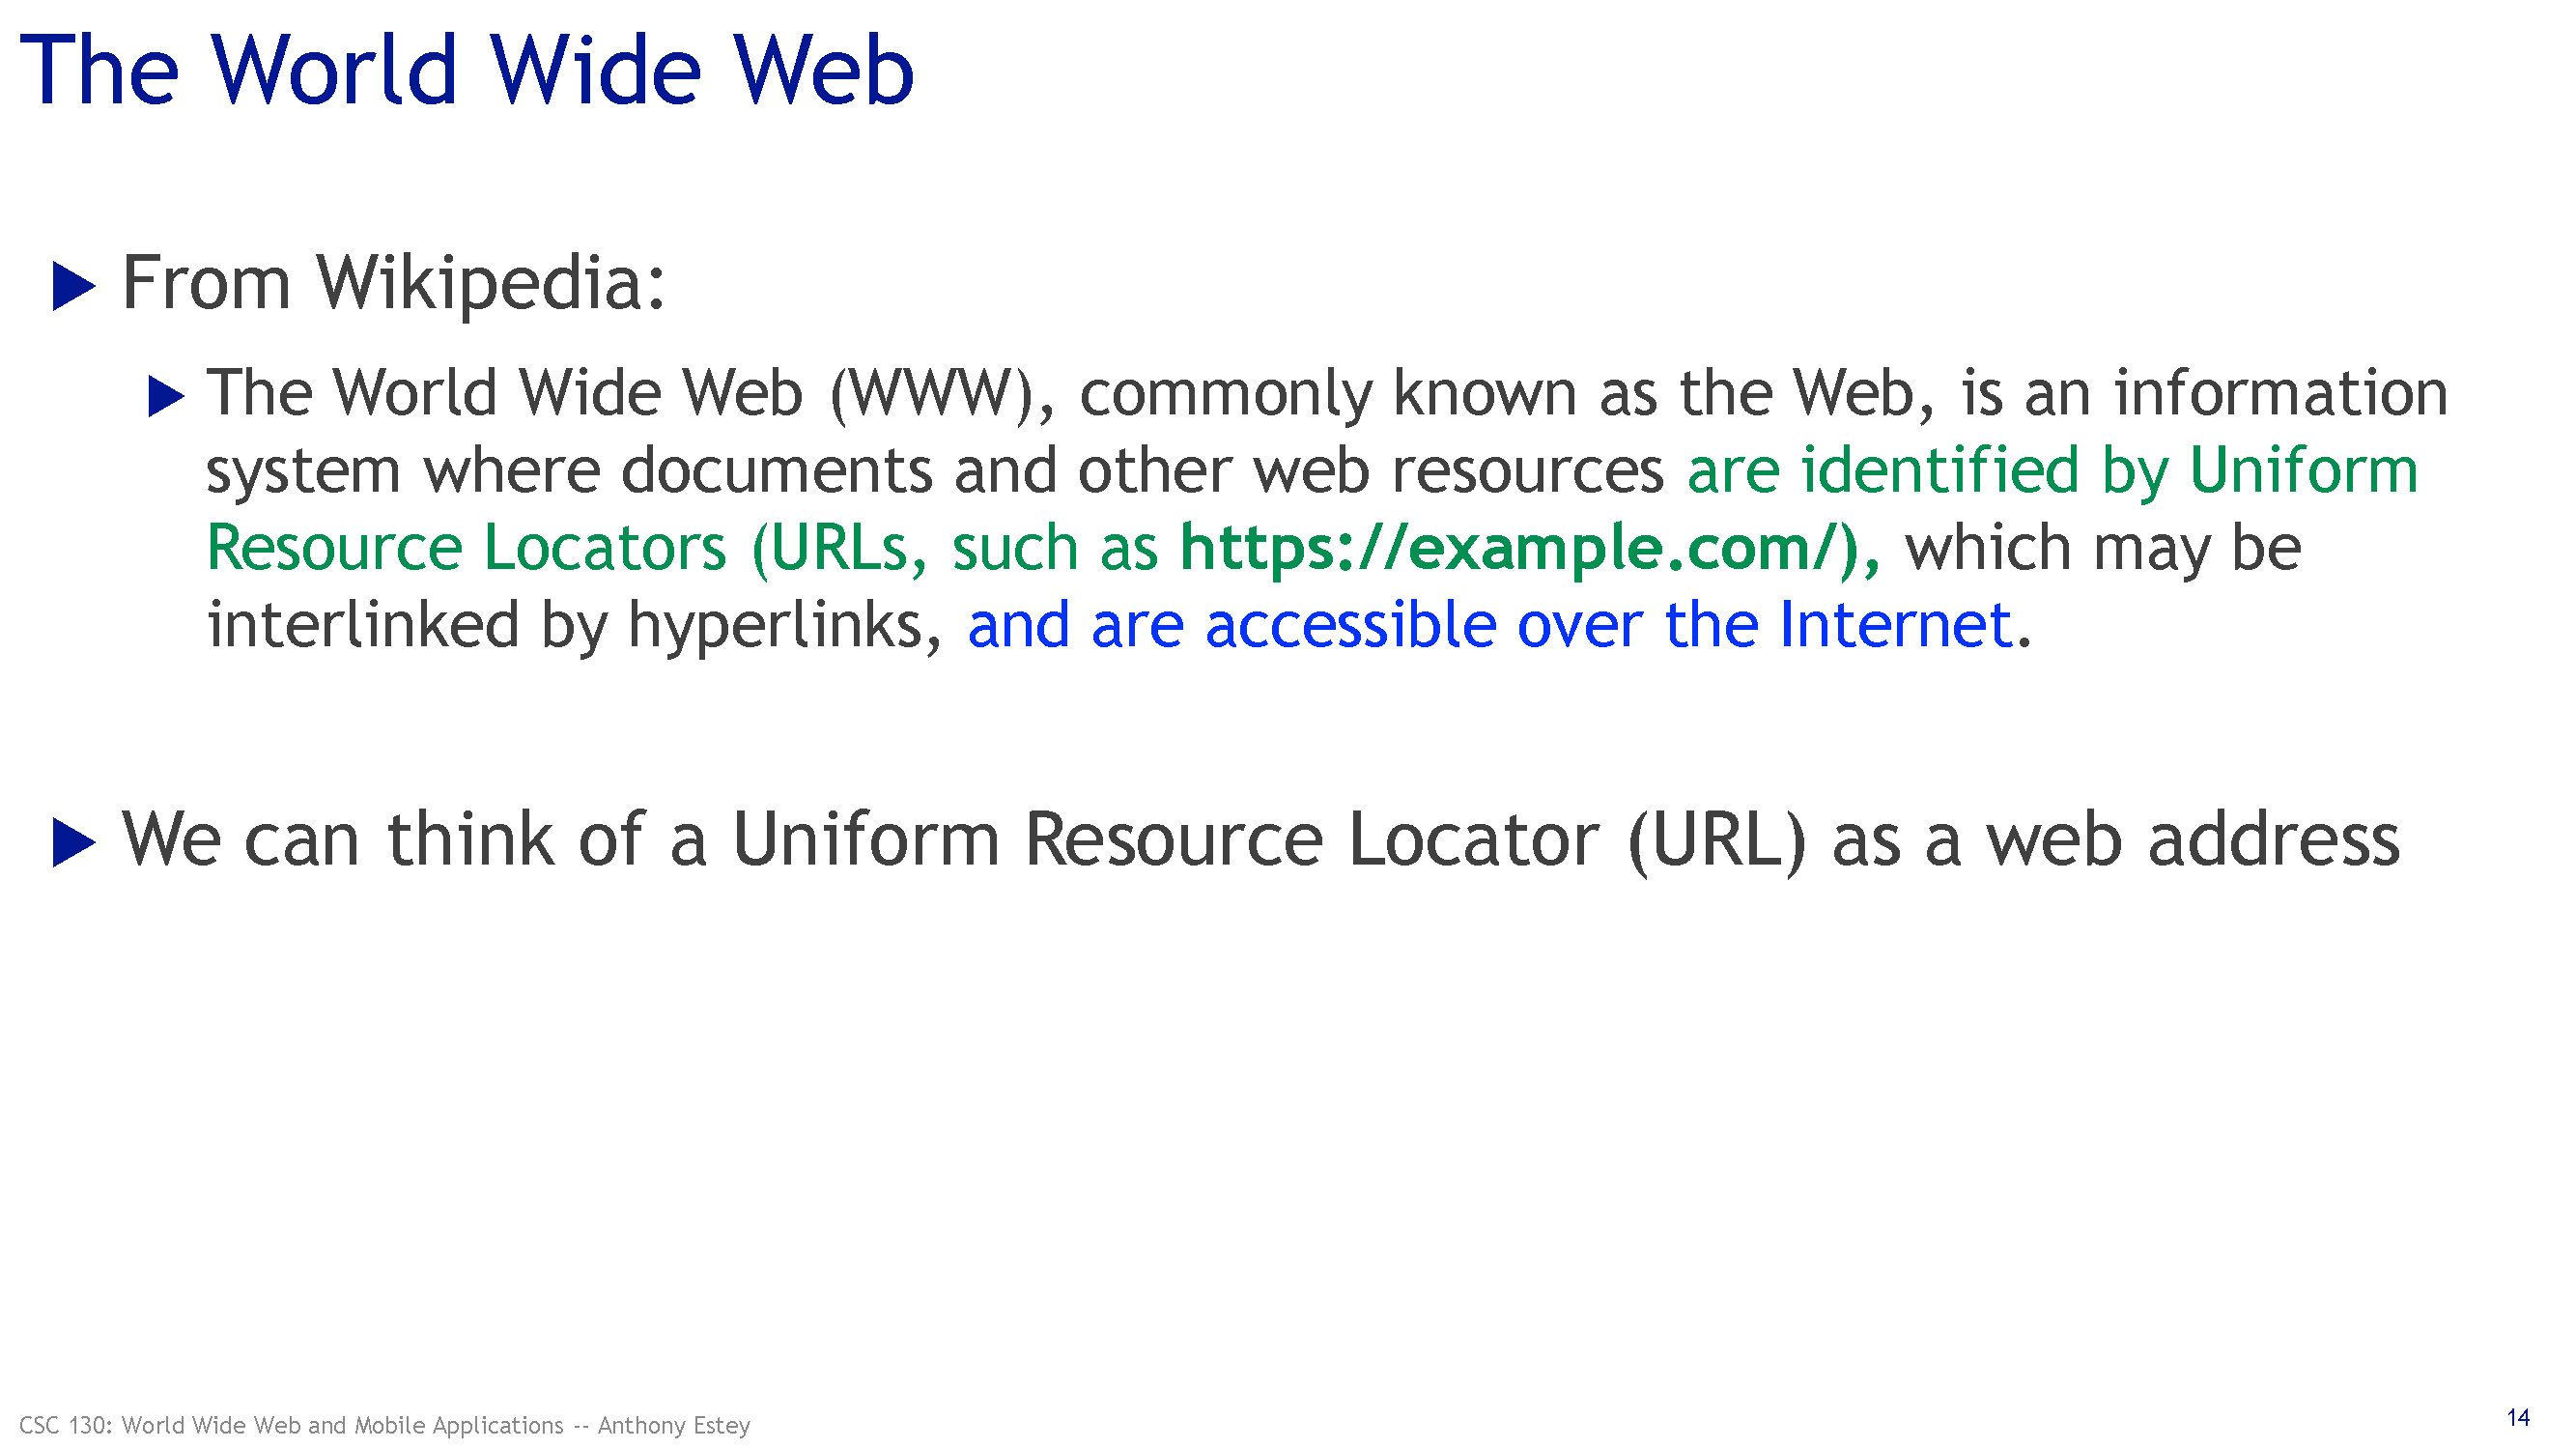 The World Wide Web
From Wikipedia:
The World Wide Web (WWW), commonly known as the Web, is an information
system where documents and other web resources are identified by Uniform
Resource Locators (URLs, such as https://example.com/), which may be
interlinked by hyperlinks, and are accessible over the Internet.
We can think of a Uniform Resource Locator (URL) as a web address
CSC 130: World Wide Web and Mobile Applications -- Anthony Estey
14